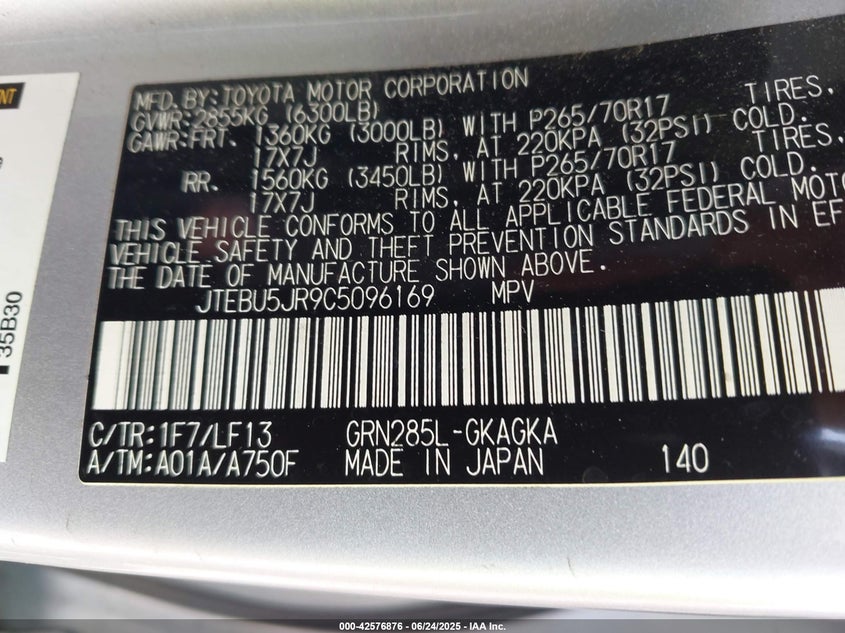 MFD. BY: TOYOTA MOTOR CORPORATION
GVWR: 2855KG (6300LB)
GAWR: FRT. 1360KG (3000LB) WITH P265/70R17 TIRES,
17X7J RIMS, AT 220KPA (32PSI) COLD.
RR. 1560KG (3450LB) WITH P265/70R17 TIRES,
17X7J RIMS, AT 220KPA (32PSI) COLD.
THIS VEHICLE CONFORMS TO ALL APPLICABLE FEDERAL MOTO
VEHICLE SAFETY AND THEFT PREVENTION STANDARDS IN EF
THE DATE OF MANUFACTURE SHOWN ABOVE.
JTEBU5JR9C5096169 MPV
C/TR: 1F7/LF13 GRN285L-GKAGKA
A/TM: A01A/A750F MADE IN JAPAN 140
35B30
000-42576876 / 06/24/2025 - IAA Inc.